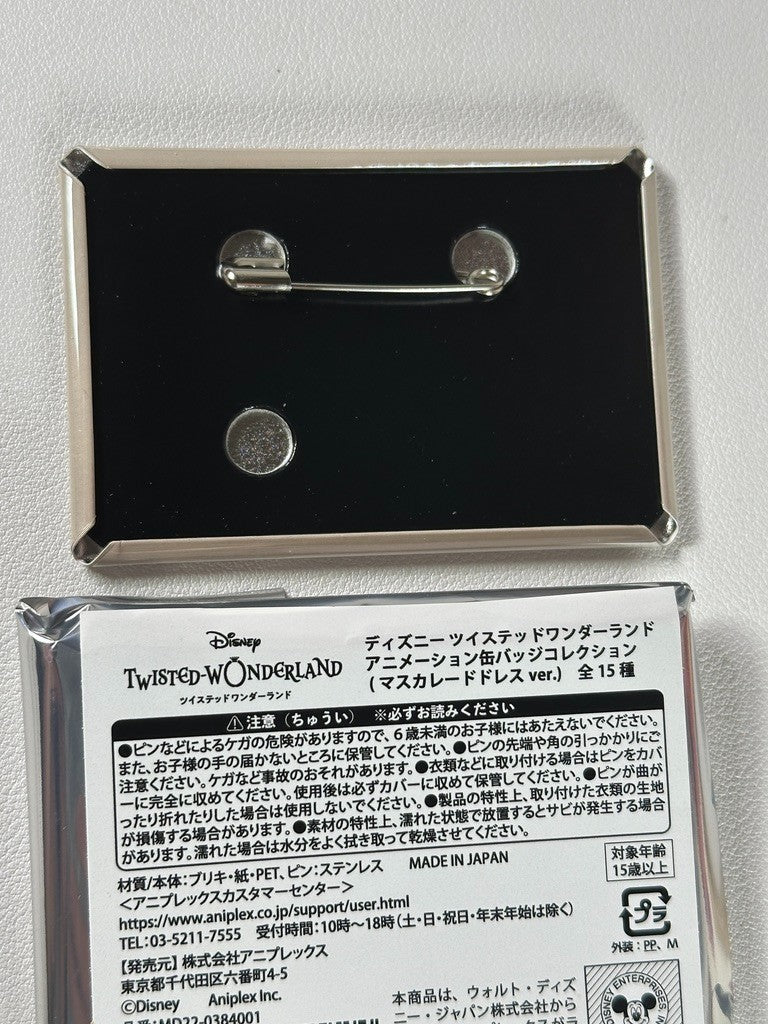 Disney
TWISTED-WONDERLAND
ツイステッドワンダーランド
ディズニー ツイステッドワンダーランド
アニメーション缶バッジコレクション
(マスカレードドレス ver.) 全15種
⚠注意（ちゅうい） ※必ずお読みください
●ピンなどによるケガの危険がありますので、6歳未満のお子様にはあたえないでください。
また、お子様の手の届かないところに保管してください。●ピンの先端や角の引っかかりにご
注意ください。ケガなど事故のおそれがあります。●衣類などに取り付ける場合はピンをカバ
ーに完全に収めてください。使用後は必ずカバーに収めて保管してください。●ピンが曲が
ったり折れたりした場合は使用しないでください。●製品の特性上、取り付けた衣類の生地
が損傷する場合があります。●素材の特性上、濡れた状態で放置するとサビが発生する場合
があります。濡れた場合は水分をよく拭き取って乾燥させてください。
材質/本体:ブリキ・紙・PET、ピン:ステンレス MADE IN JAPAN
対象年齢
15歳以上
<アニプレックスカスタマーセンター>
https://www.aniplex.co.jp/support/user.html
TEL:03-5211-7555 受付時間:10時～18時(土・日・祝日・年末年始は除く)
プラ
外装:PP、M
【発売元】株式会社アニプレックス
東京都千代田区六番町4-5
©Disney Aniplex Inc.
品番:MD22-0384001
本商品は、ウォルト・ディズ
ニー・ジャパン株式会社から
DISNEY ENTERPRISES